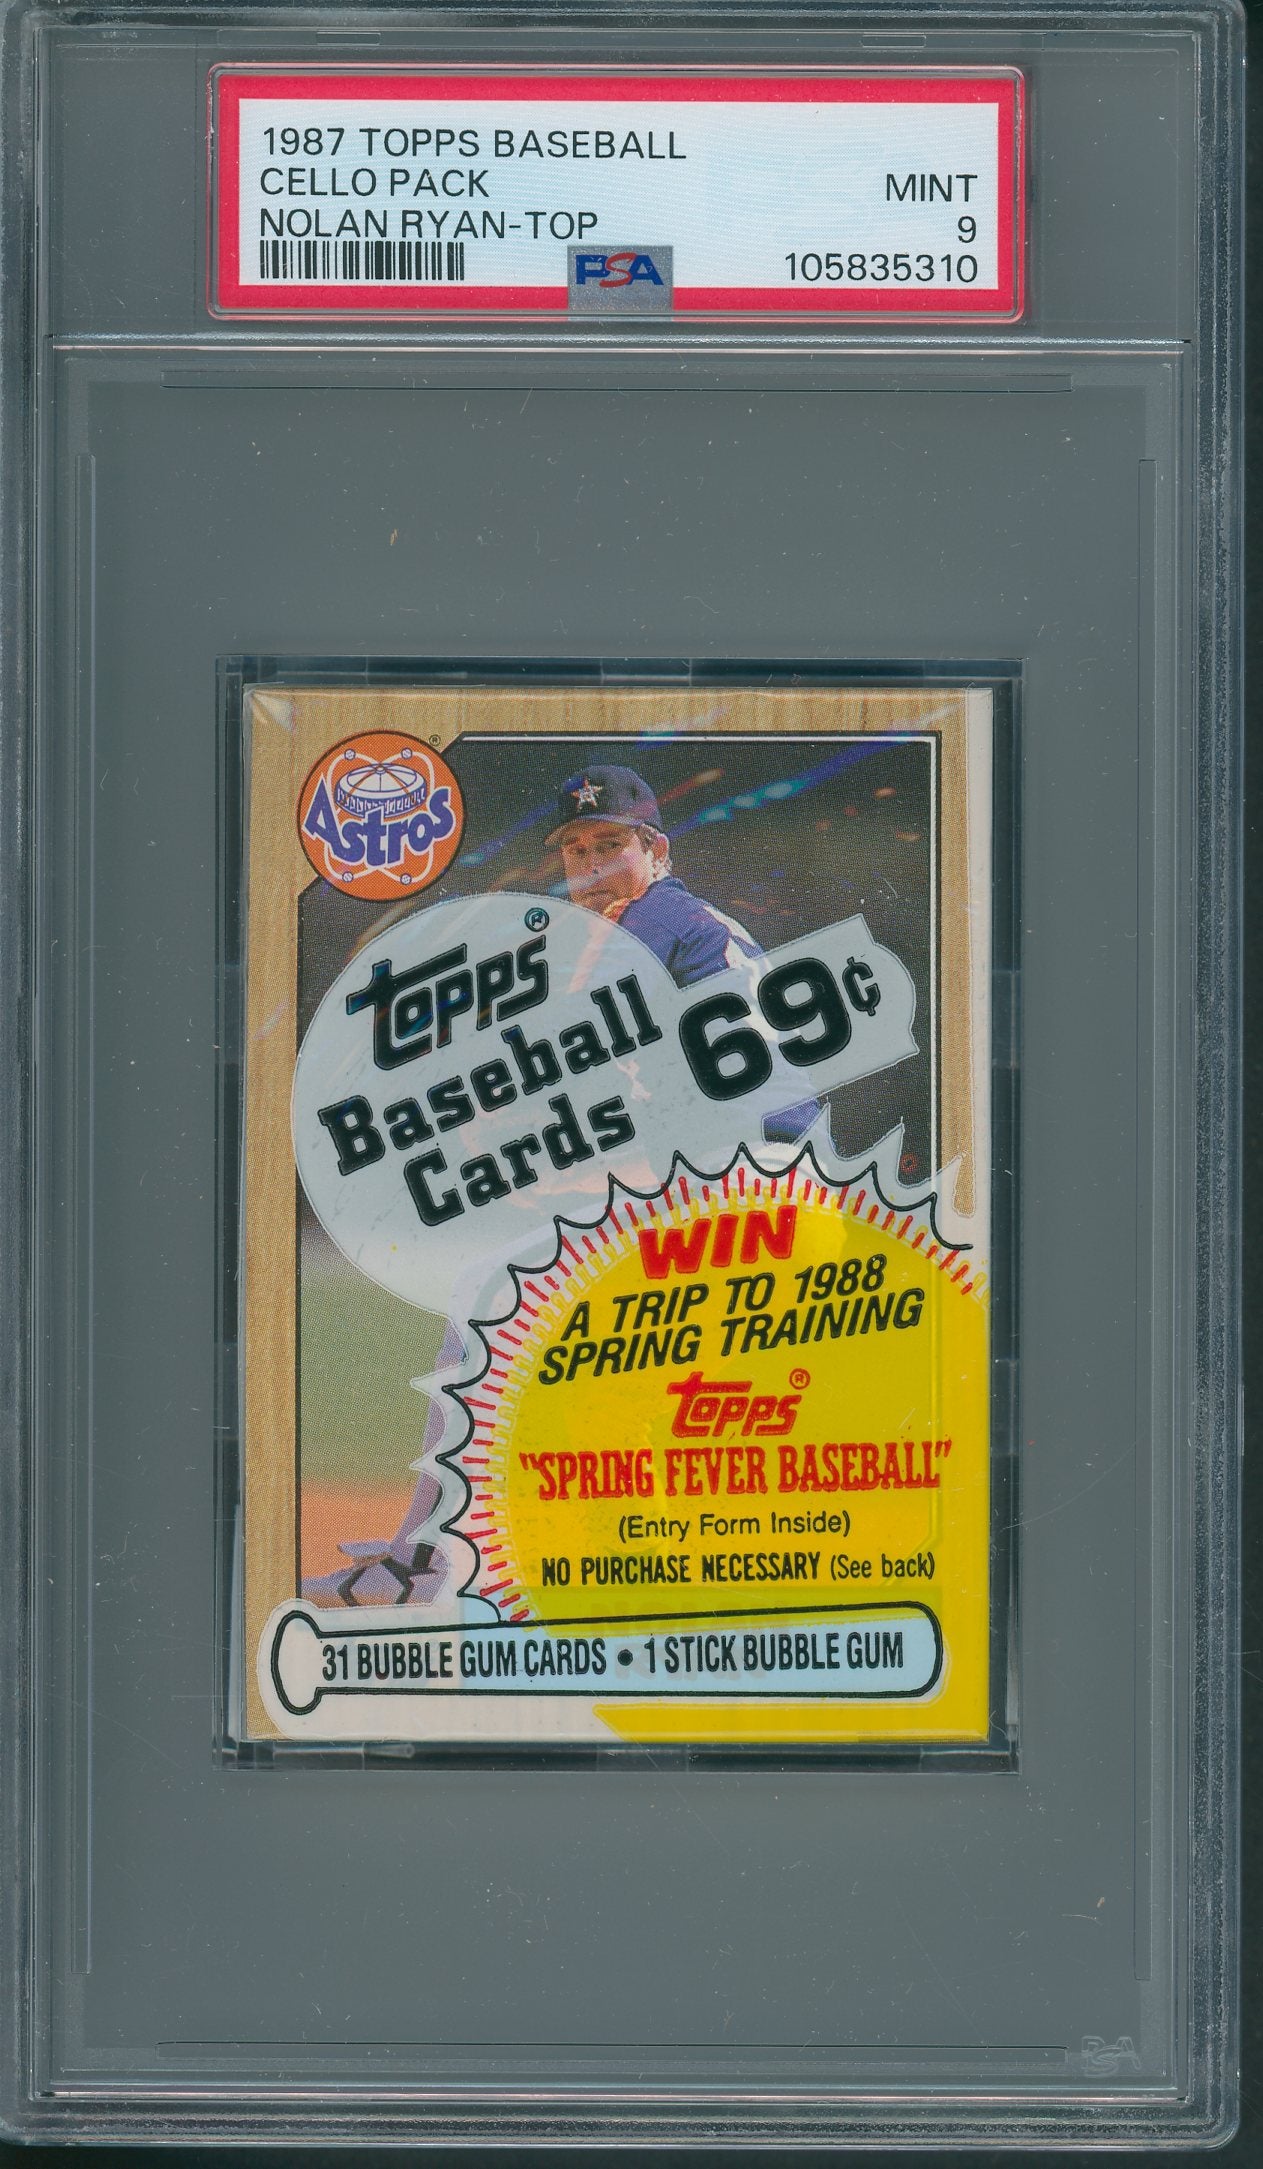 1987 TOPPS BASEBALL
CELLO PACK
MINT
NOLAN RYAN-TOP
9
PSA
105835310
®
Astros
Topps®
Baseball
Cards
69¢
WIN
A TRIP TO 1988
SPRING TRAINING
Topps®
"SPRING FEVER BASEBALL"
(Entry Form Inside)
NO PURCHASE NECESSARY (See back)
31 BUBBLE GUM CARDS • 1 STICK BUBBLE GUM
PSA